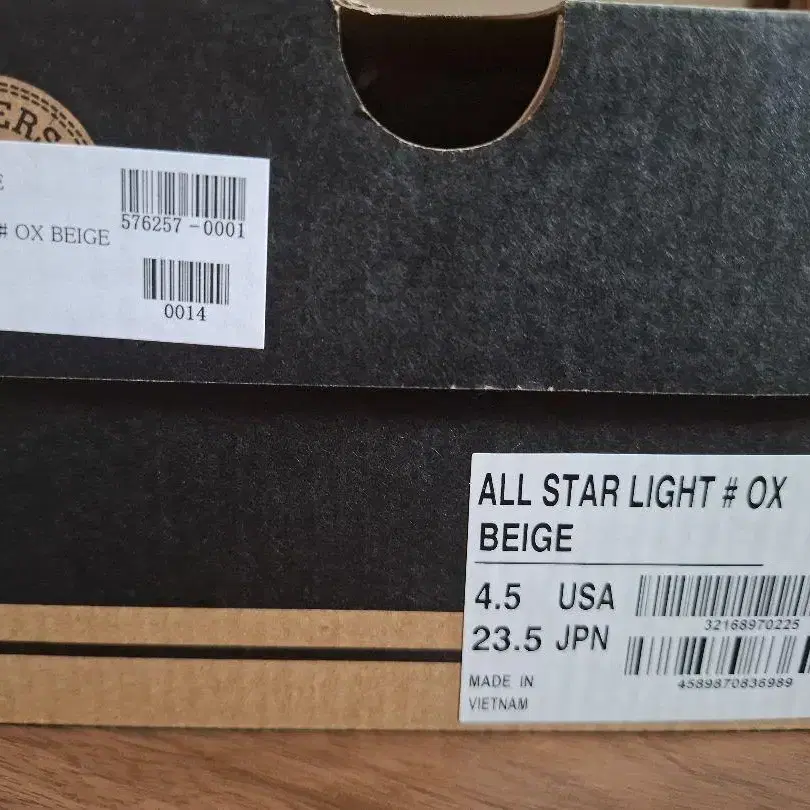 ERS
E
# OX BEIGE
576257-0001
0014
ALL STAR LIGHT # OX
BEIGE
4.5 USA
23.5 JPN
32168970225
4589870836989
MADE IN
VIETNAM